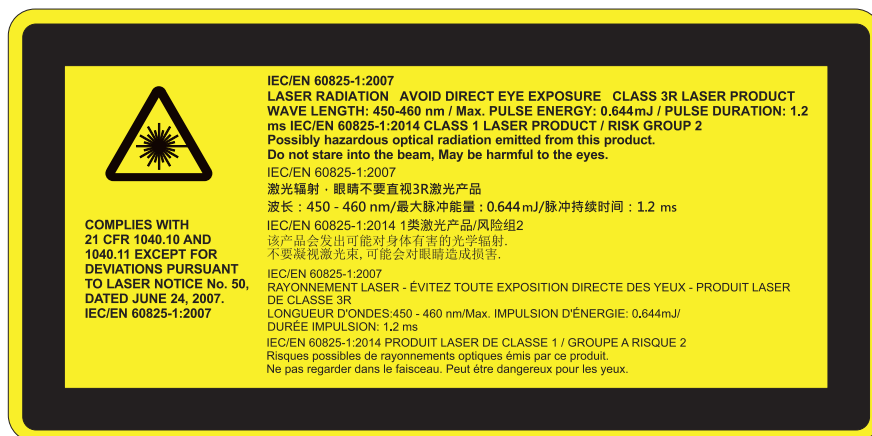 IEC/EN 60825-1:2007
LASER RADIATION AVOID DIRECT EYE EXPOSURE CLASS 3R LASER PRODUCT
WAVE LENGTH: 450-460 nm / Max. PULSE ENERGY: 0.644mJ / PULSE DURATION: 1.2
ms IEC/EN 60825-1:2014 CLASS 1 LASER PRODUCT / RISK GROUP 2
Possibly hazardous optical radiation emitted from this product.
Do not stare into the beam, May be harmful to the eyes.
IEC/EN 60825-1:2007
激光辐射，眼睛不要直视3R激光产品
波长：450 - 460 nm/最大脉冲能量：0.644 mJ/脉冲持续时间：1.2 ms
IEC/EN 60825-1:2014 1类激光产品/风险组2
该产品会发出可能对身体有害的光学辐射.
不要凝视激光束, 可能会对眼睛造成损害.
IEC/EN 60825-1:2007
RAYONNEMENT LASER - ÉVITEZ TOUTE EXPOSITION DIRECTE DES YEUX - PRODUIT LASER
DE CLASSE 3R
LONGUEUR D'ONDES:450 - 460 nm/Max. IMPULSION D'ÉNERGIE: 0.644mJ/
DURÉE IMPULSION: 1.2 ms
IEC/EN 60825-1:2014 PRODUIT LASER DE CLASSE 1 / GROUPE A RISQUE 2
Risques possibles de rayonnements optiques émis par ce produit.
Ne pas regarder dans le faisceau. Peut étre dangereux pour les yeux.
COMPLIES WITH
21 CFR 1040.10 AND
1040.11 EXCEPT FOR
DEVIATIONS PURSUANT
TO LASER NOTICE No. 50,
DATED JUNE 24, 2007.
IEC/EN 60825-1:2007